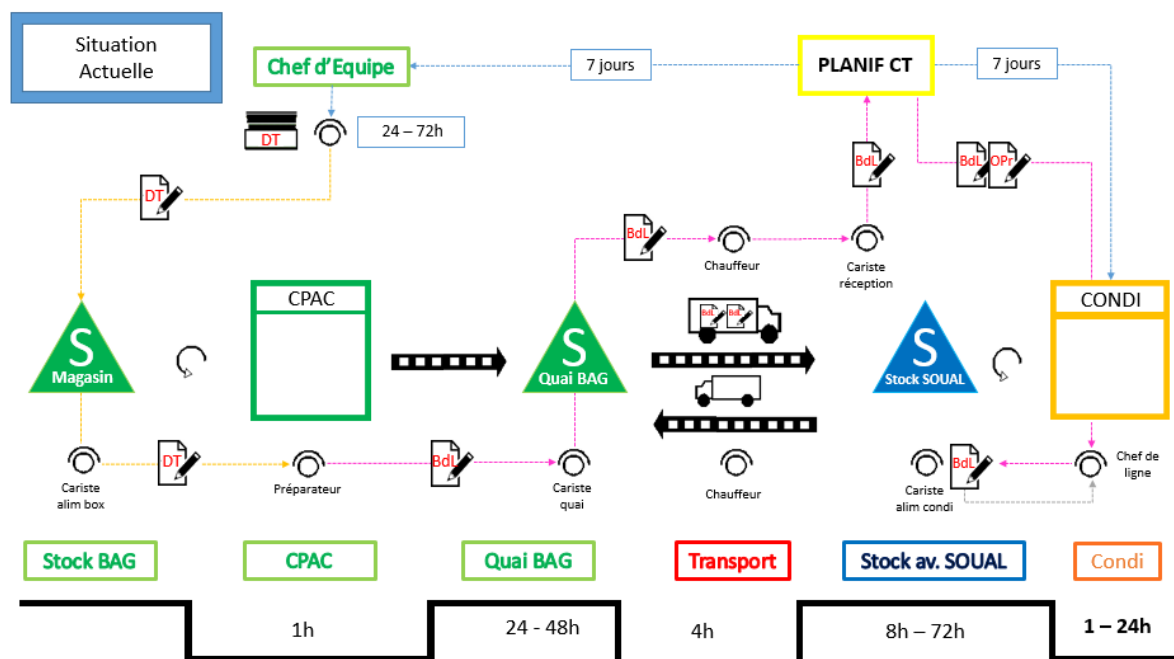 Situation
Actuelle
Chef d'Equipe
7 jours
PLANIF CT
7 jours
DT
24 – 72h
DT
BdL
BdL
OPr
BdL
Chauffeur
Cariste
réception
CPAC
CONDI
S
Magasin
S
Quai BAG
BdL
BdL
S
Stock SOUAL
Cariste
alim box
DT
Préparateur
BdL
Cariste
quai
Chauffeur
Cariste
alim condi
BdL
Chef de
ligne
Stock BAG
CPAC
Quai BAG
Transport
Stock av. SOUAL
Condi
1h
24 - 48h
4h
8h – 72h
1 – 24h